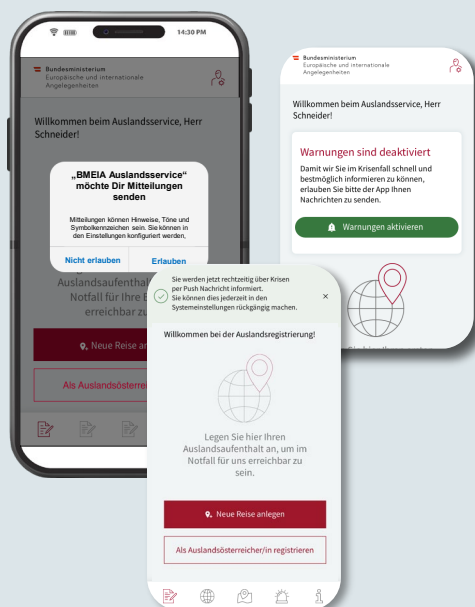 14:30 PM
Bundesministerium
Europäische und internationale
Angelegenheiten
Willkommen beim Auslandsservice, Herr
Schneider!
„BMEIA Auslandsservice“
möchte Dir Mitteilungen
senden
Mitteilungen können Hinweise, Töne und
Symbolkennzeichen sein. Sie können in
den Einstellungen konfiguriert werden,
Nicht erlauben
Erlauben
Auslandsaufenthalt
Notfall für Ihre
erreichbar zu
Neue Reise an
Als Auslandsösterrei
Bundesministerium
Europäische und internationale
Angelegenheiten
Willkommen beim Auslandsservice, Herr
Schneider!
Warnungen sind deaktiviert
Damit wir Sie im Krisenfall schnell und
bestmöglich informieren zu können,
erlauben Sie bitte der App Ihnen
Nachrichten zu senden.
Warnungen aktivieren
Sie werden jetzt rechtzeitig über Krisen
per Push Nachricht informiert.
Sie können dies jederzeit in den
Systemeinstellungen rückgängig machen.
Willkommen bei der Auslandsregistrierung!
Legen Sie hier Ihren
Auslandsaufenthalt an, um im
Notfall für uns erreichbar zu
sein.
Neue Reise anlegen
Als Auslandsösterreicher/in registrieren